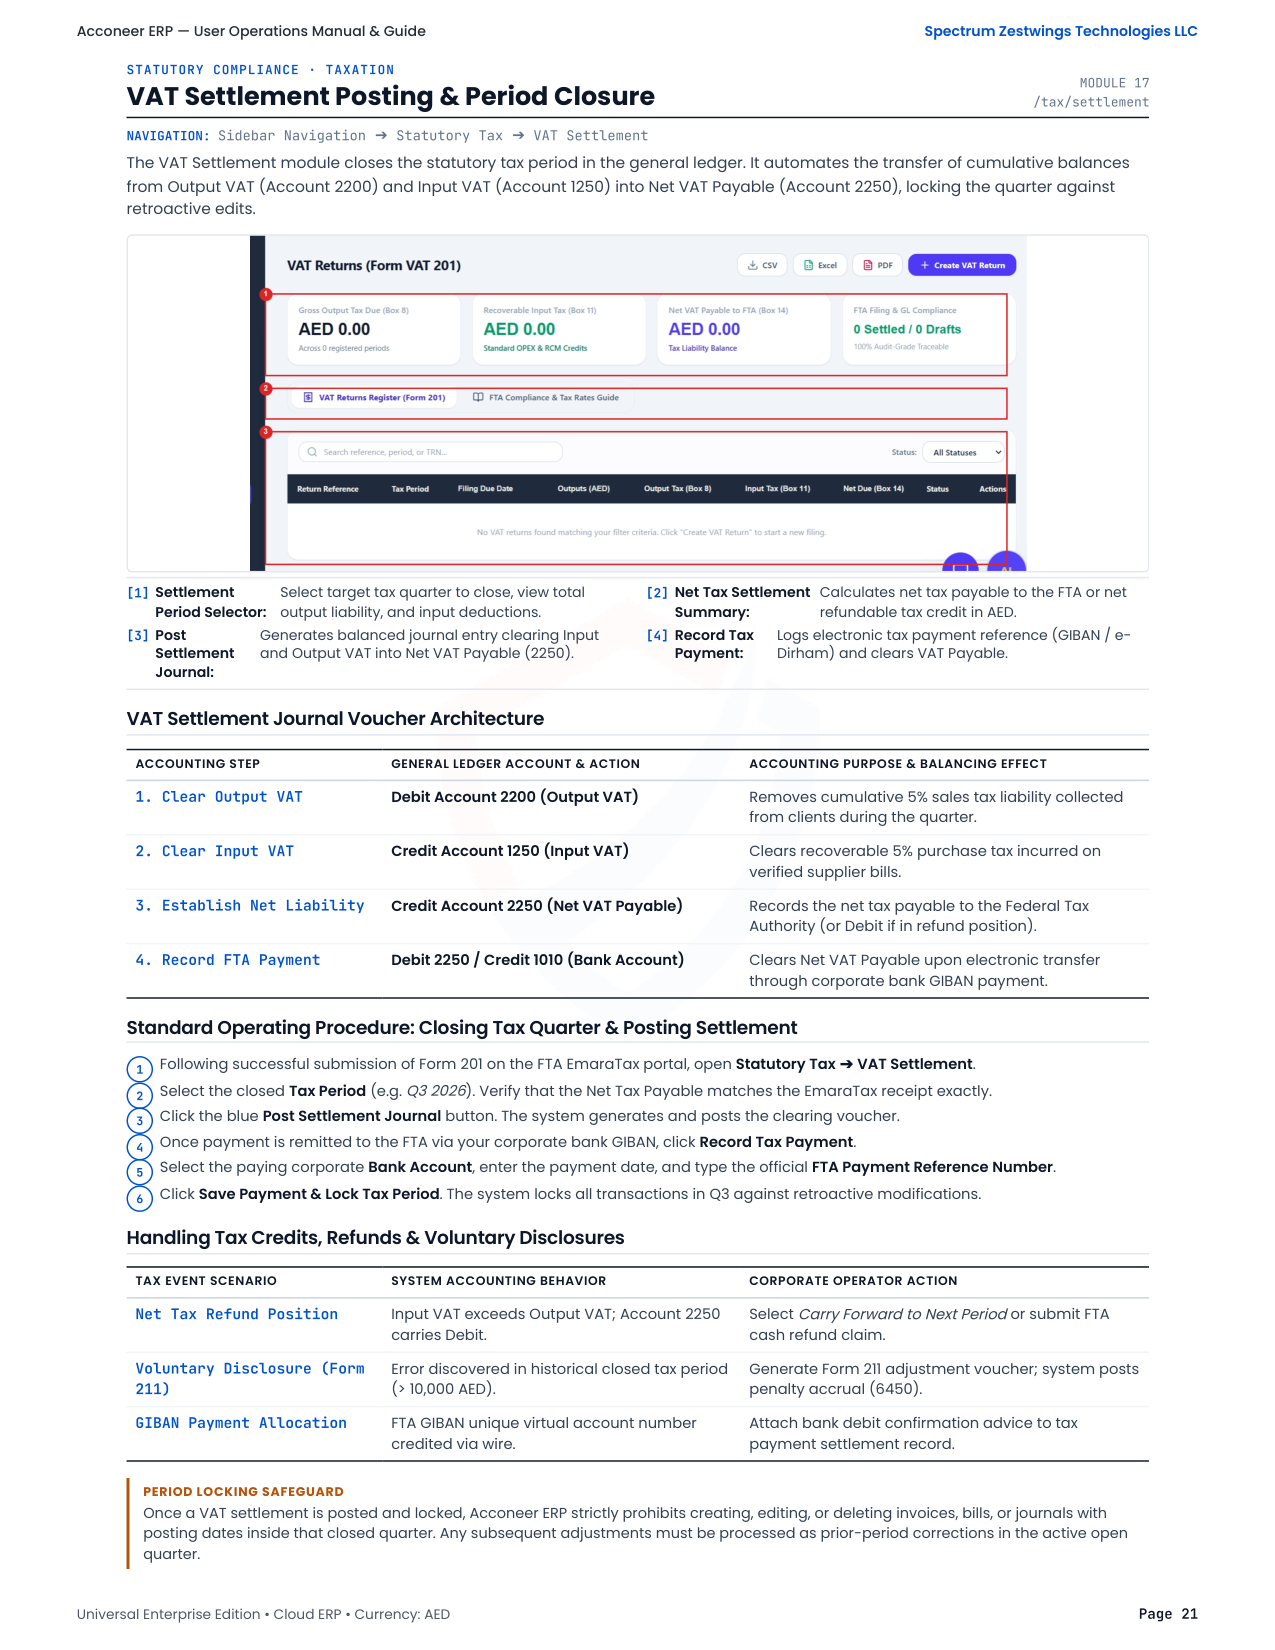 Acconeer ERP — User Operations Manual & Guide
Spectrum Zestwings Technologies LLC
STATUTORY COMPLIANCE · TAXATION
VAT Settlement Posting & Period Closure
MODULE 17
/tax/settlement
NAVIGATION: Sidebar Navigation ➔ Statutory Tax ➔ VAT Settlement
The VAT Settlement module closes the statutory tax period in the general ledger. It automates the transfer of cumulative balances
from Output VAT (Account 2200) and Input VAT (Account 1250) into Net VAT Payable (Account 2250), locking the quarter against
retroactive edits.
VAT Returns (Form VAT 201)
CSV
Excel
PDF
+ Create VAT Return
1
Gross Output Tax Due (Box 8)
AED 0.00
Across 0 registered periods
Recoverable Input Tax (Box 11)
AED 0.00
Standard OPEX & RCM Credits
Net VAT Payable to FTA (Box 14)
AED 0.00
Tax Liability Balance
FTA Filing & GL Compliance
0 Settled / 0 Drafts
100% Audit-Grade Traceable
2
VAT Returns Register (Form 201)
FTA Compliance & Tax Rates Guide
3
Search reference, period, or TRN...
Status:
All Statuses
Return Reference Tax Period Filing Due Date Outputs (AED) Output Tax (Box 8) Input Tax (Box 11) Net Due (Box 14) Status Actions
No VAT returns found matching your filter criteria. Click "Create VAT Return" to start a new filing.
[1] Settlement Period Selector: Select target tax quarter to close, view total
output liability, and input deductions.
[2] Net Tax Settlement Summary: Calculates net tax payable to the FTA or net
refundable tax credit in AED.
[3] Post Settlement Journal: Generates balanced journal entry clearing Input
and Output VAT into Net VAT Payable (2250).
[4] Record Tax Payment: Logs electronic tax payment reference (GIBAN / e-
Dirham) and clears VAT Payable.
VAT Settlement Journal Voucher Architecture
ACCOUNTING STEP GENERAL LEDGER ACCOUNT & ACTION ACCOUNTING PURPOSE & BALANCING EFFECT
1. Clear Output VAT Debit Account 2200 (Output VAT) Removes cumulative 5% sales tax liability collected
from clients during the quarter.
2. Clear Input VAT Credit Account 1250 (Input VAT) Clears recoverable 5% purchase tax incurred on
verified supplier bills.
3. Establish Net Liability Credit Account 2250 (Net VAT Payable) Records the net tax payable to the Federal Tax
Authority (or Debit if in refund position).
4. Record FTA Payment Debit 2250 / Credit 1010 (Bank Account) Clears Net VAT Payable upon electronic transfer
through corporate bank GIBAN payment.
Standard Operating Procedure: Closing Tax Quarter & Posting Settlement
1 Following successful submission of Form 201 on the FTA EmaraTax portal, open Statutory Tax ➔ VAT Settlement.
2 Select the closed Tax Period (e.g. Q3 2026). Verify that the Net Tax Payable matches the EmaraTax receipt exactly.
3 Click the blue Post Settlement Journal button. The system generates and posts the clearing voucher.
4 Once payment is remitted to the FTA via your corporate bank GIBAN, click Record Tax Payment.
5 Select the paying corporate Bank Account, enter the payment date, and type the official FTA Payment Reference Number.
6 Click Save Payment & Lock Tax Period. The system locks all transactions in Q3 against retroactive modifications.
Handling Tax Credits, Refunds & Voluntary Disclosures
TAX EVENT SCENARIO SYSTEM ACCOUNTING BEHAVIOR CORPORATE OPERATOR ACTION
Net Tax Refund Position Input VAT exceeds Output VAT; Account 2250
carries Debit. Select Carry Forward to Next Period or submit FTA
cash refund claim.
Voluntary Disclosure (Form
211) Error discovered in historical closed tax period
(> 10,000 AED). Generate Form 211 adjustment voucher; system posts
penalty accrual (6450).
GIBAN Payment Allocation FTA GIBAN unique virtual account number
credited via wire. Attach bank debit confirmation advice to tax
payment settlement record.
PERIOD LOCKING SAFEGUARD
Once a VAT settlement is posted and locked, Acconeer ERP strictly prohibits creating, editing, or deleting invoices, bills, or journals with
posting dates inside that closed quarter. Any subsequent adjustments must be processed as prior-period corrections in the active open
quarter.
Universal Enterprise Edition • Cloud ERP • Currency: AED
Page 21